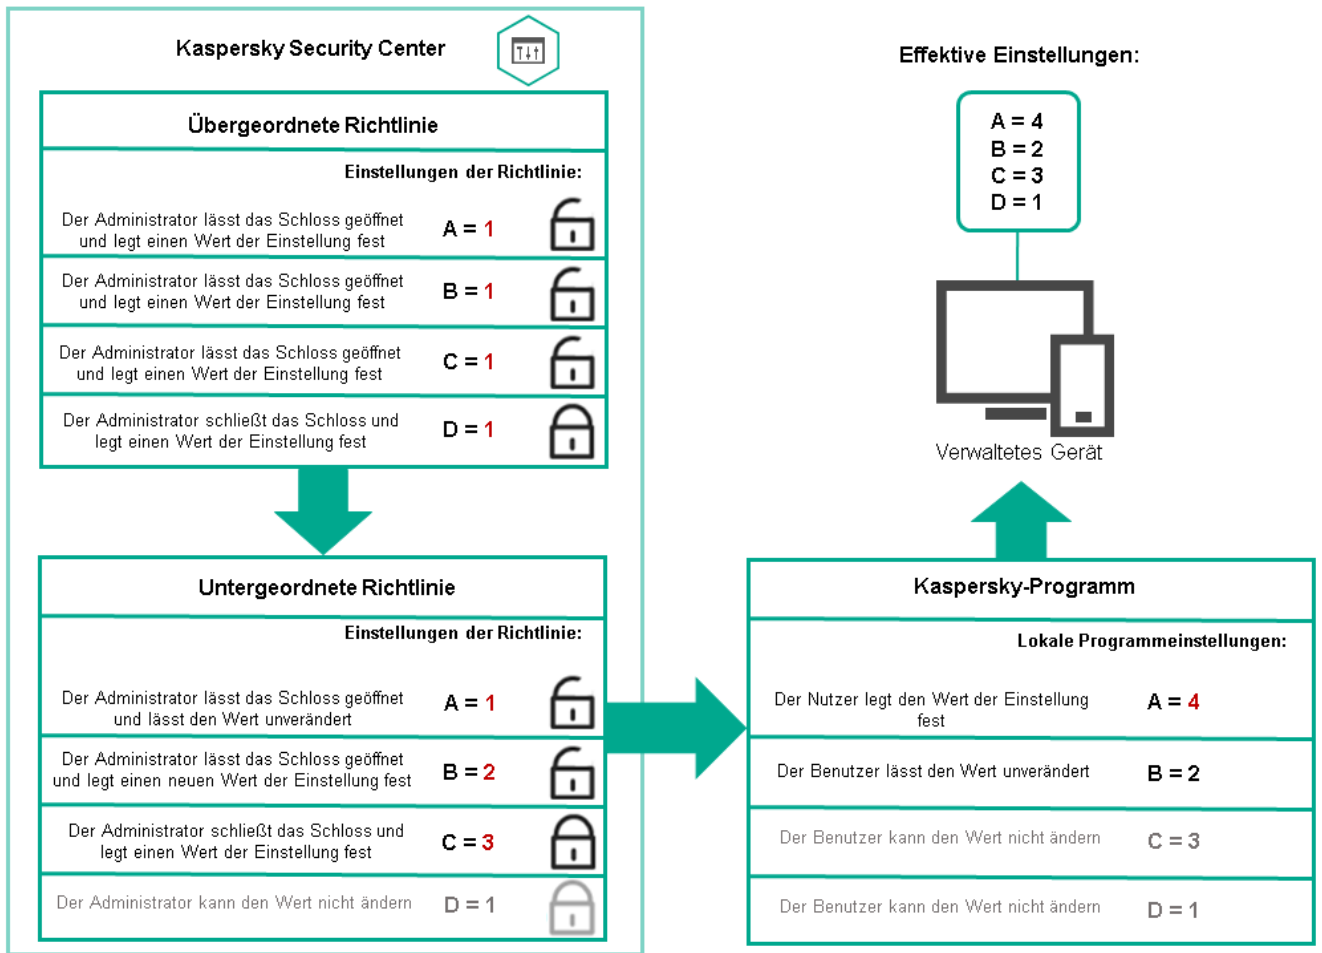 Kaspersky Security Center
Übergeordnete Richtlinie
Einstellungen der Richtlinie:
Der Administrator lässt das Schloss geöffnet
und legt einen Wert der Einstellung fest
A = 1
Der Administrator lässt das Schloss geöffnet
und legt einen Wert der Einstellung fest
B = 1
Der Administrator lässt das Schloss geöffnet
und legt einen Wert der Einstellung fest
C = 1
Der Administrator schließt das Schloss und
legt einen Wert der Einstellung fest
D = 1
Untergeordnete Richtlinie
Einstellungen der Richtlinie:
Der Administrator lässt das Schloss geöffnet
und lässt den Wert unverändert
A = 1
Der Administrator lässt das Schloss geöffnet
und legt einen neuen Wert der Einstellung fest
B = 2
Der Administrator schließt das Schloss und
legt einen Wert der Einstellung fest
C = 3
Der Administrator kann den Wert nicht ändern
D = 1
Effektive Einstellungen:
A = 4
B = 2
C = 3
D = 1
Verwaltetes Gerät
Kaspersky-Programm
Lokale Programmeinstellungen:
Der Nutzer legt den Wert der Einstellung
fest
A = 4
Der Benutzer lässt den Wert unverändert
B = 2
Der Benutzer kann den Wert nicht ändern
C = 3
Der Benutzer kann den Wert nicht ändern
D = 1